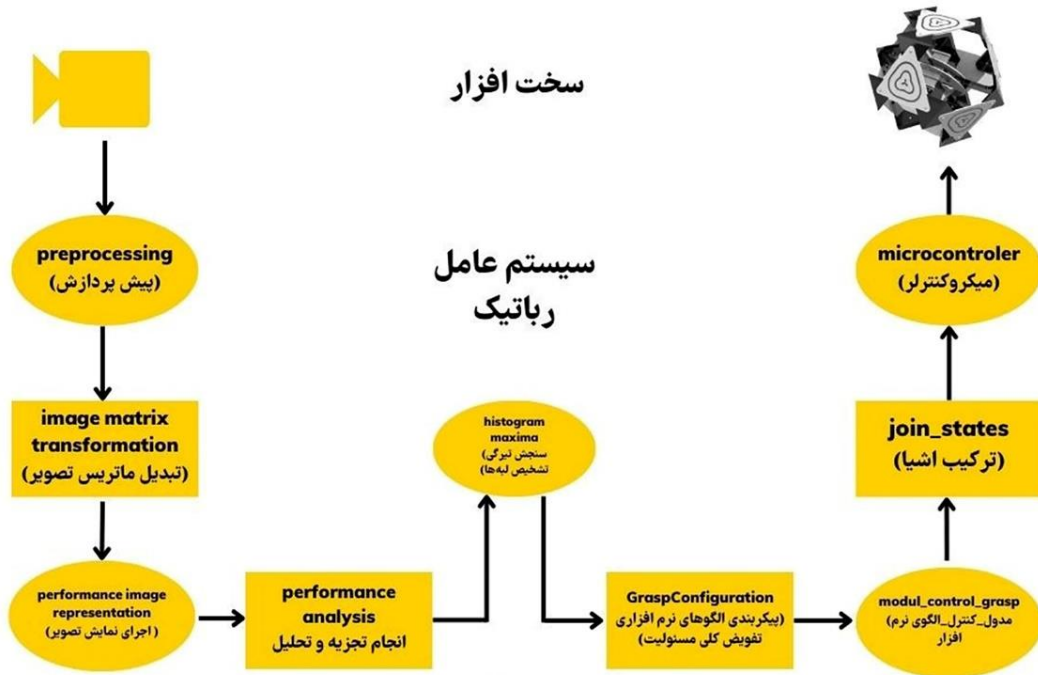 سخت افزار
سیستم عامل
رباتیک
preprocessing
(پیش پردازش)
image matrix
transformation
(تبدیل ماتریس تصویر)
performance image
representation
(اجرای نمایش تصویر )
performance
analysis
انجام تجزیه و تحلیل
histogram
maxima
سنجش تیرگی)
(تشخیص لبه‌ها
GraspConfiguration
(پیکربندی الگوهای نرم افزاری
تفویض کلی مسئولیت)
modul_control_grasp
(مدول_کنترل_الگوی نرم
افزار
join_states
(ترکیب اشیا)
microcontroler
(میکروکنترلر)